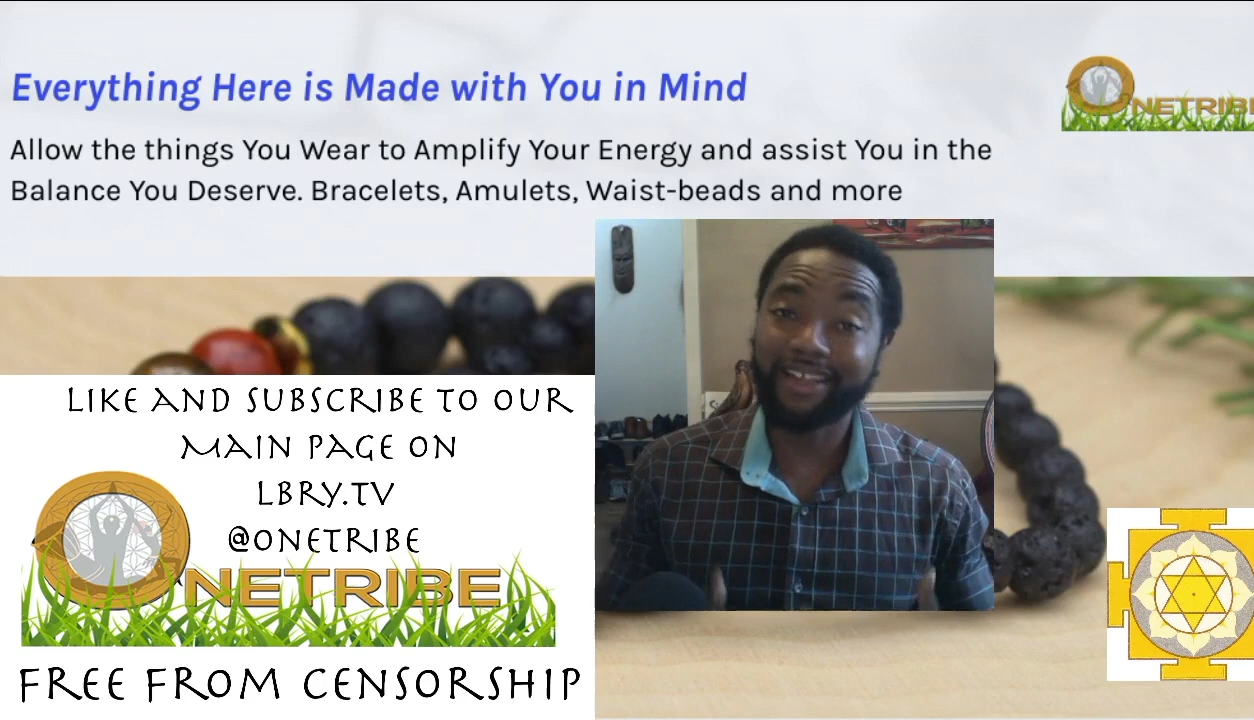 Everything Here is Made with You in Mind
Allow the things You Wear to Amplify Your Energy and assist You in the
Balance You Deserve. Bracelets, Amulets, Waist-beads and more
ONETRIBE
LIKE AND SUBSCRIBE TO OUR
MAIN PAGE ON
LBRY.TV
@ONETRIBE
ONETRIBE
FREE FROM CENSORSHIP